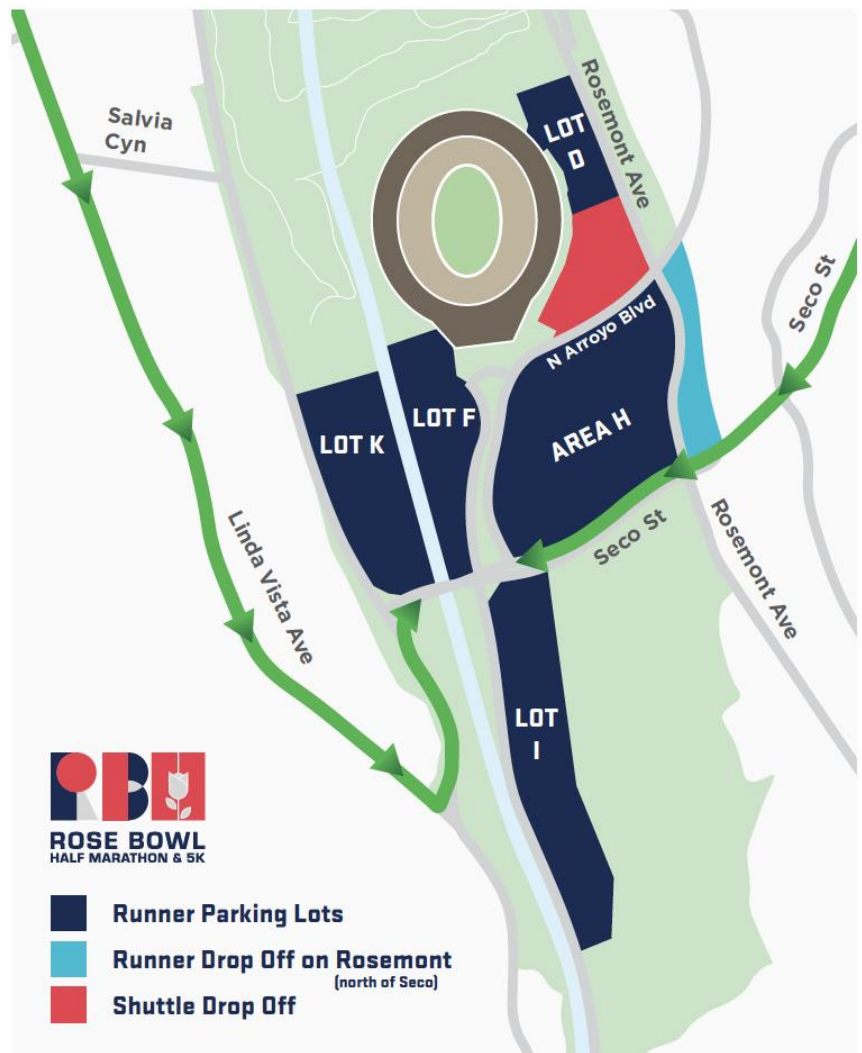 Salvia
Cyn
LOT
D
Rosemont Ave
Seco St
N Arroyo Blvd
LOT K
LOT F
AREA H
Seco St
Rosemont Ave
Linda Vista Ave
LOT
I
RBH
ROSE BOWL
HALF MARATHON & 5K
Runner Parking Lots
Runner Drop Off on Rosemont
(north of Seco)
Shuttle Drop Off